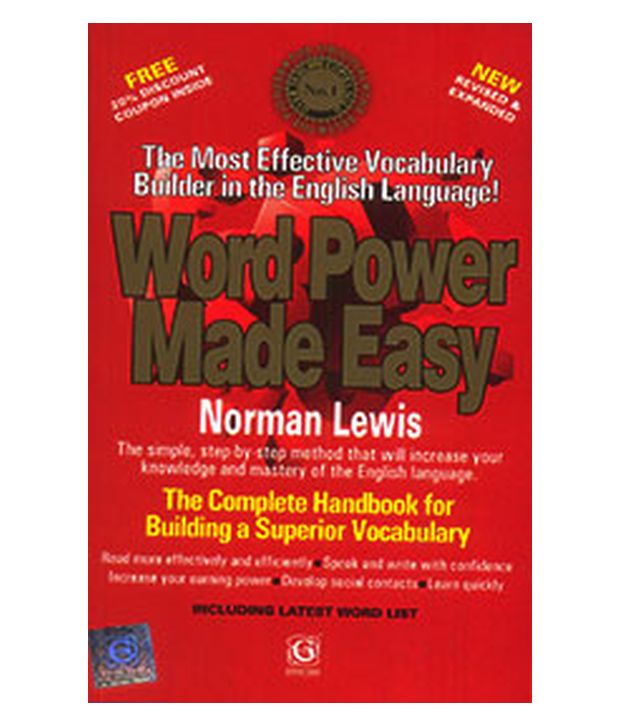 FREE
20% DISCOUNT
COUPON INSIDE
No. 1
NEW
REVISED &
EXPANDED
The Most Effective Vocabulary
Builder in the English Language!
Word Power
Made Easy
Norman Lewis
The simple, step-by-step method that will increase your
knowledge and mastery of the English language.
The Complete Handbook for
Building a Superior Vocabulary
Read more effectively and efficiently ▪ Speak and write with confidence
Increase your earning power ▪ Develop social contacts ▪ Learn quickly
INCLUDING LATEST WORD LIST
G